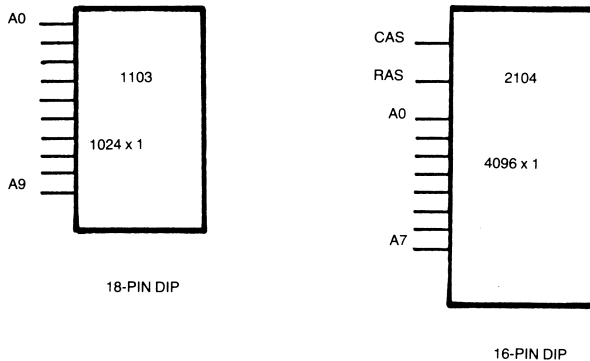 A0
1103
1024 x 1
A9
18-PIN DIP
CAS
RAS
2104
A0
4096 x 1
A7
16-PIN DIP